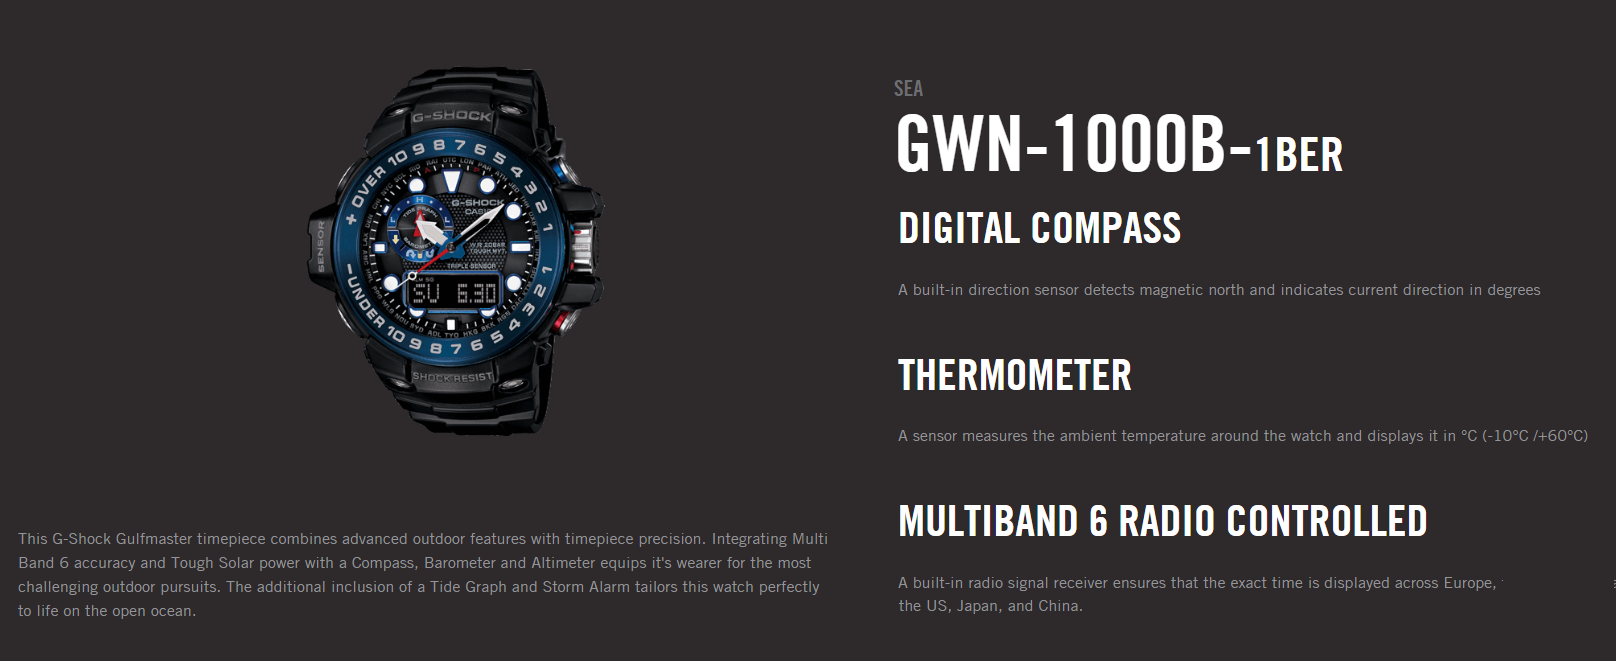 SEA
GWN-1000B-1BER
DIGITAL COMPASS
A built-in direction sensor detects magnetic north and indicates current direction in degrees
THERMOMETER
A sensor measures the ambient temperature around the watch and displays it in °C (-10°C /+60°C)
MULTIBAND 6 RADIO CONTROLLED
A built-in radio signal receiver ensures that the exact time is displayed across Europe,
the US, Japan, and China.
G-SHOCK
+ OVER 10 9 8 7 6 5 4 3 2 1
-UNDER 10 9 8 7 6 5 4 3 2 1
SENSOR
G-SHOCK
CASIO
TIDE GRAPH
BAROMETER
W.R.20BAR
TOUGH MVT.
TRIPLE SENSOR
SU 6.30
SHOCK RESIST
This G-Shock Gulfmaster timepiece combines advanced outdoor features with timepiece precision. Integrating Multi
Band 6 accuracy and Tough Solar power with a Compass, Barometer and Altimeter equips it's wearer for the most
challenging outdoor pursuits. The additional inclusion of a Tide Graph and Storm Alarm tailors this watch perfectly
to life on the open ocean.